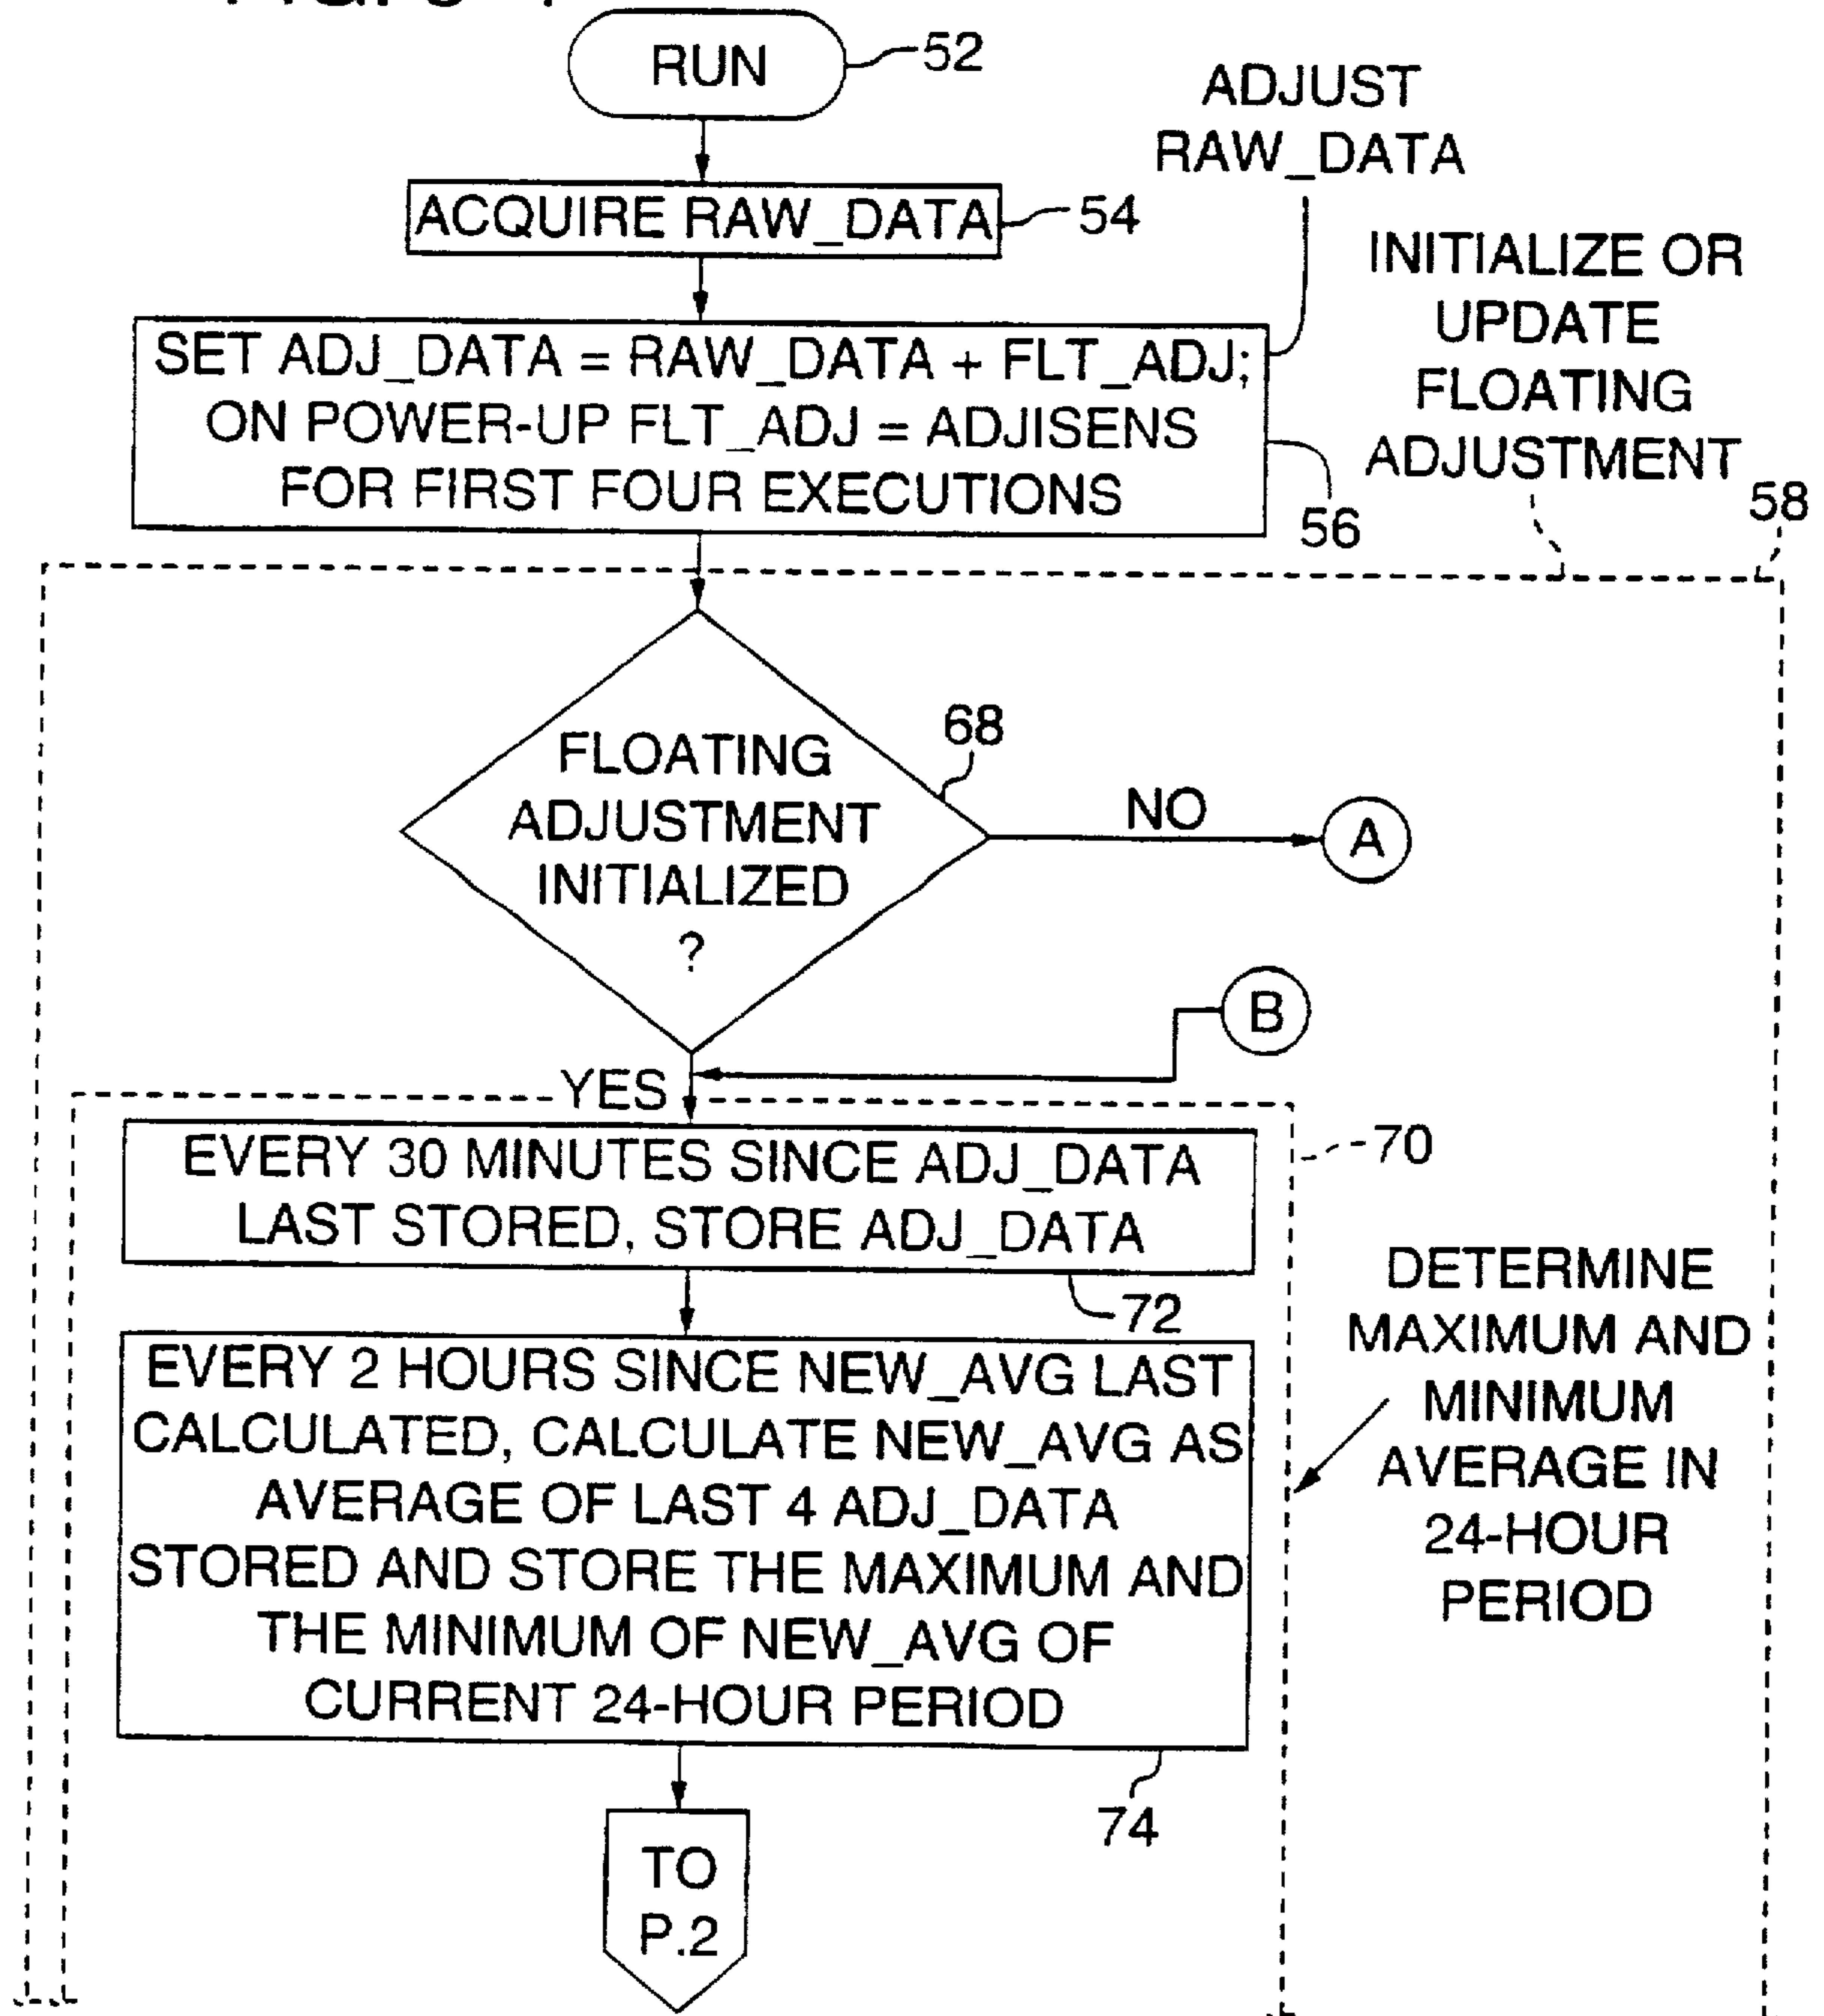 RUN
52
ADJUST
RAW_DATA
ACQUIRE RAW_DATA
54
INITIALIZE OR
UPDATE
FLOATING
ADJUSTMENT
58
SET ADJ_DATA = RAW_DATA + FLT_ADJ;
ON POWER-UP FLT_ADJ = ADJISENS
FOR FIRST FOUR EXECUTIONS
56
FLOATING
ADJUSTMENT
INITIALIZED
?
68
NO
A
B
YES
70
EVERY 30 MINUTES SINCE ADJ_DATA
LAST STORED, STORE ADJ_DATA
72
DETERMINE
MAXIMUM AND
MINIMUM
AVERAGE IN
24-HOUR
PERIOD
EVERY 2 HOURS SINCE NEW_AVG LAST
CALCULATED, CALCULATE NEW_AVG AS
AVERAGE OF LAST 4 ADJ_DATA
STORED AND STORE THE MAXIMUM AND
THE MINIMUM OF NEW_AVG OF
CURRENT 24-HOUR PERIOD
74
TO
P.2